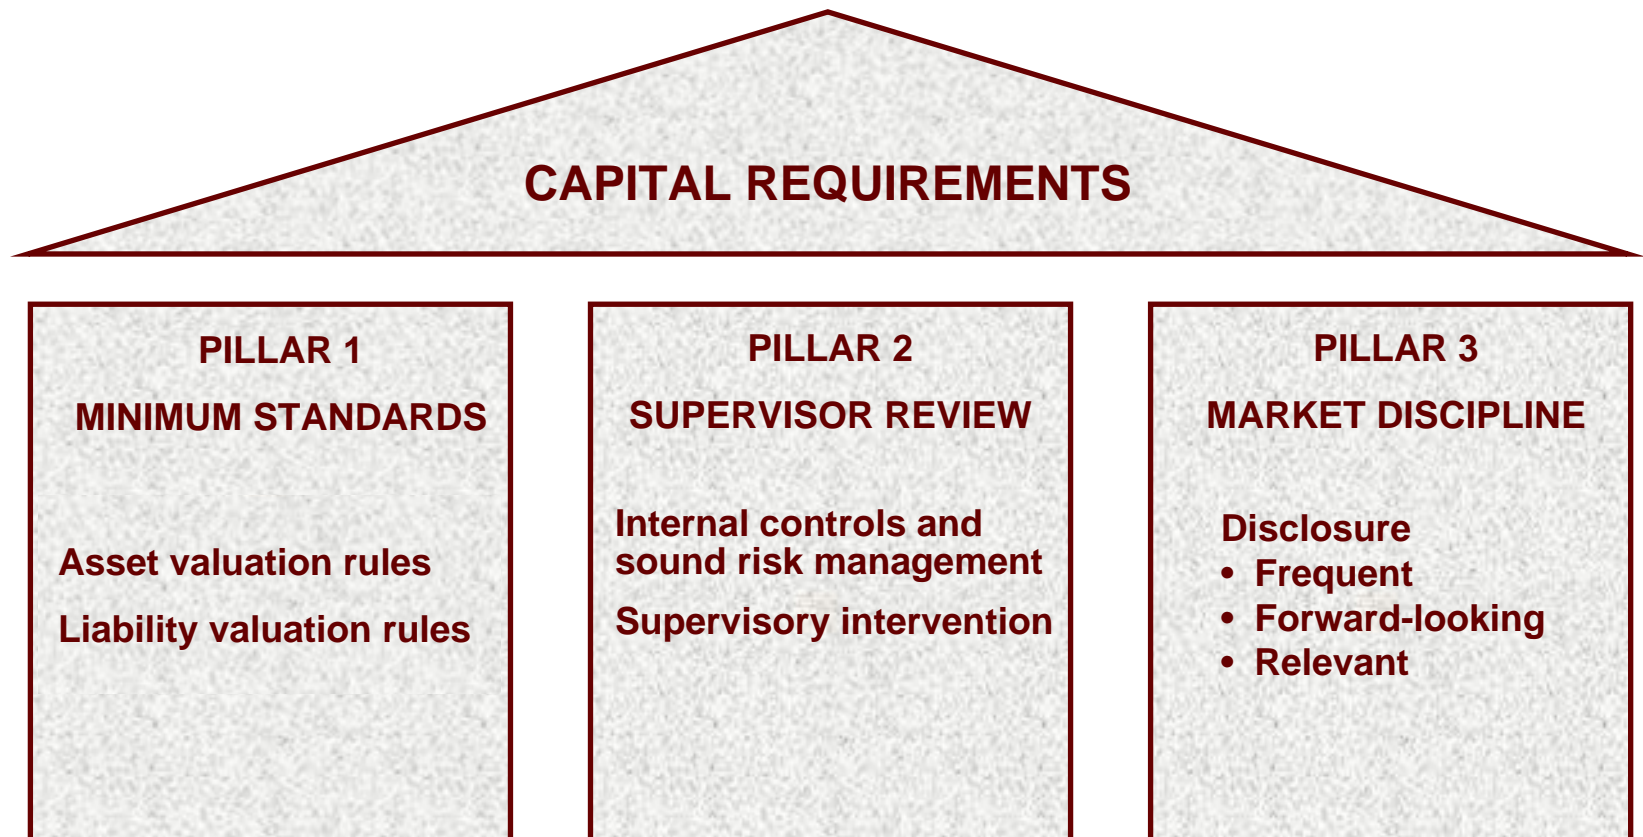 CAPITAL REQUIREMENTS
PILLAR 1
MINIMUM STANDARDS
Asset valuation rules
Liability valuation rules
PILLAR 2
SUPERVISOR REVIEW
Internal controls and
sound risk management
Supervisory intervention
PILLAR 3
MARKET DISCIPLINE
Disclosure
• Frequent
• Forward-looking
• Relevant